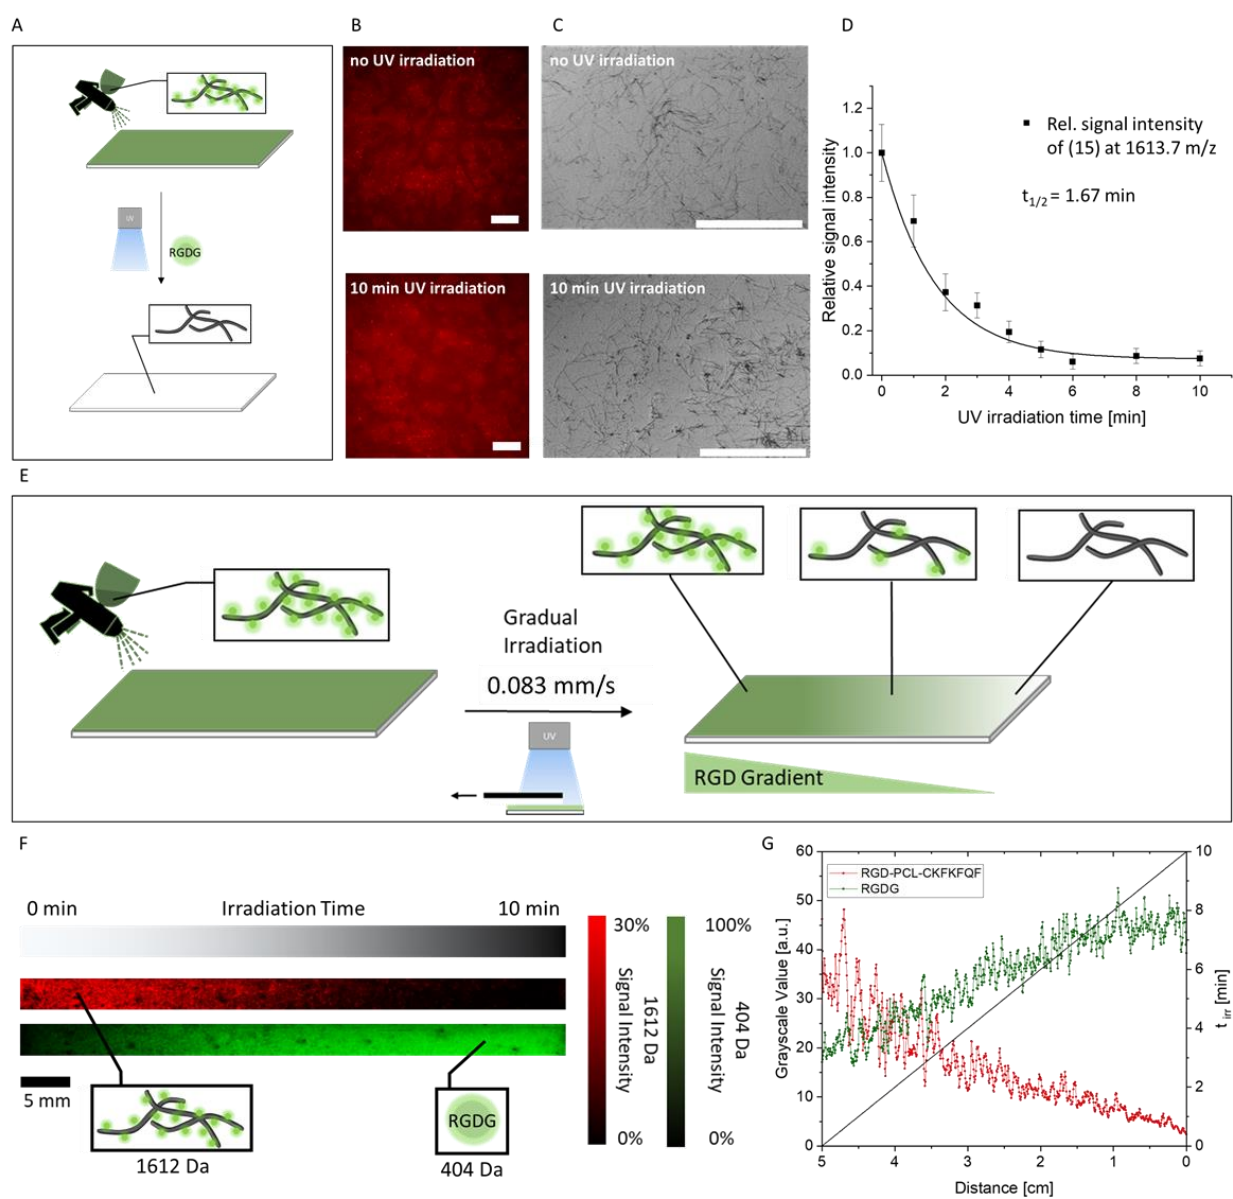 A
B
C
D
no UV irradiation
no UV irradiation
UV
RGDG
10 min UV irradiation
10 min UV irradiation
Relative signal intensity
1.2
1.0
0.8
0.6
0.4
0.2
0.0
0
2
4
6
8
10
UV irradiation time [min]
Rel. signal intensity
of (15) at 1613.7 m/z
t1/2 = 1.67 min
E
Gradual
Irradiation
0.083 mm/s
UV
RGD Gradient
F
0 min
Irradiation Time
10 min
5 mm
1612 Da
RGDG
404 Da
30%
1612 Da
Signal Intensity
0%
100%
404 Da
Signal Intensity
0%
G
Grayscale Value [a.u.]
60
50
40
30
20
10
0
RGD-PCL-CKFKFQF
RGDG
10
8
6
4
2
0
t irr [min]
5
4
3
2
1
0
Distance [cm]